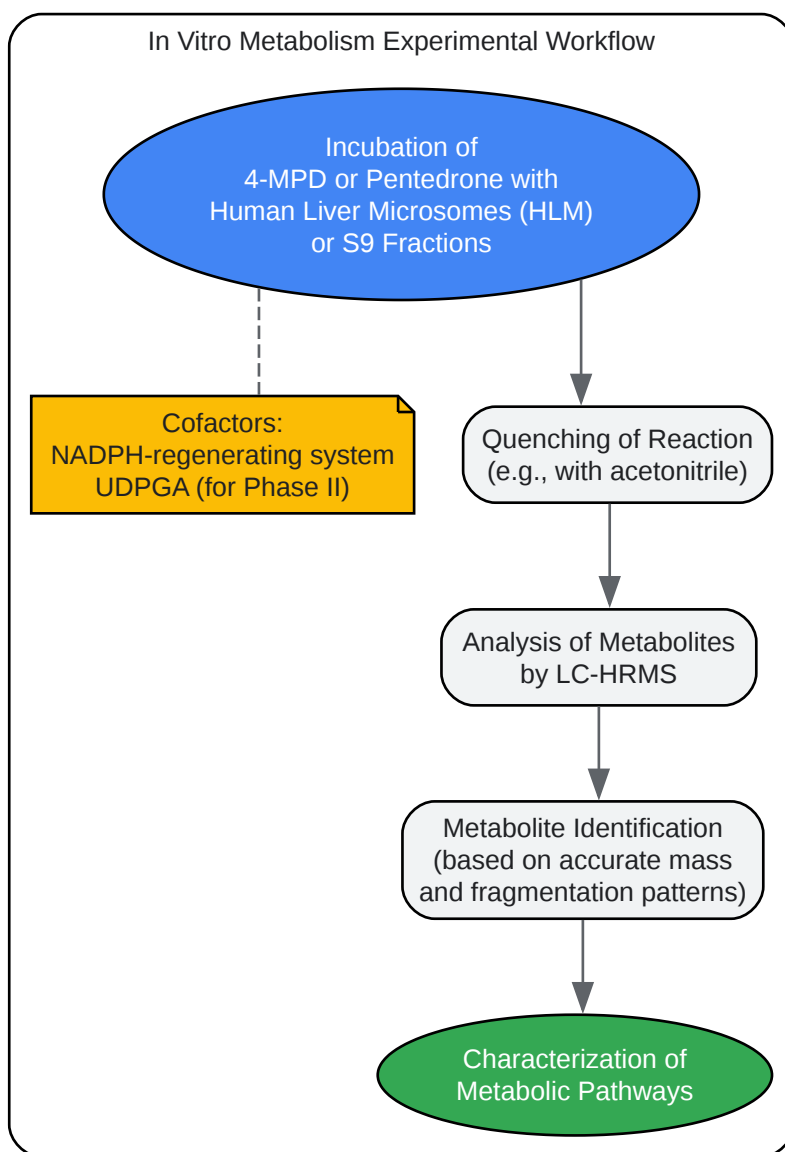 In Vitro Metabolism Experimental Workflow
Incubation of
4-MPD or Pentedrone with
Human Liver Microsomes (HLM)
or S9 Fractions
Cofactors:
NADPH-regenerating system
UDPGA (for Phase II)
Quenching of Reaction
(e.g., with acetonitrile)
Analysis of Metabolites
by LC-HRMS
Metabolite Identification
(based on accurate mass
and fragmentation patterns)
Characterization of
Metabolic Pathways